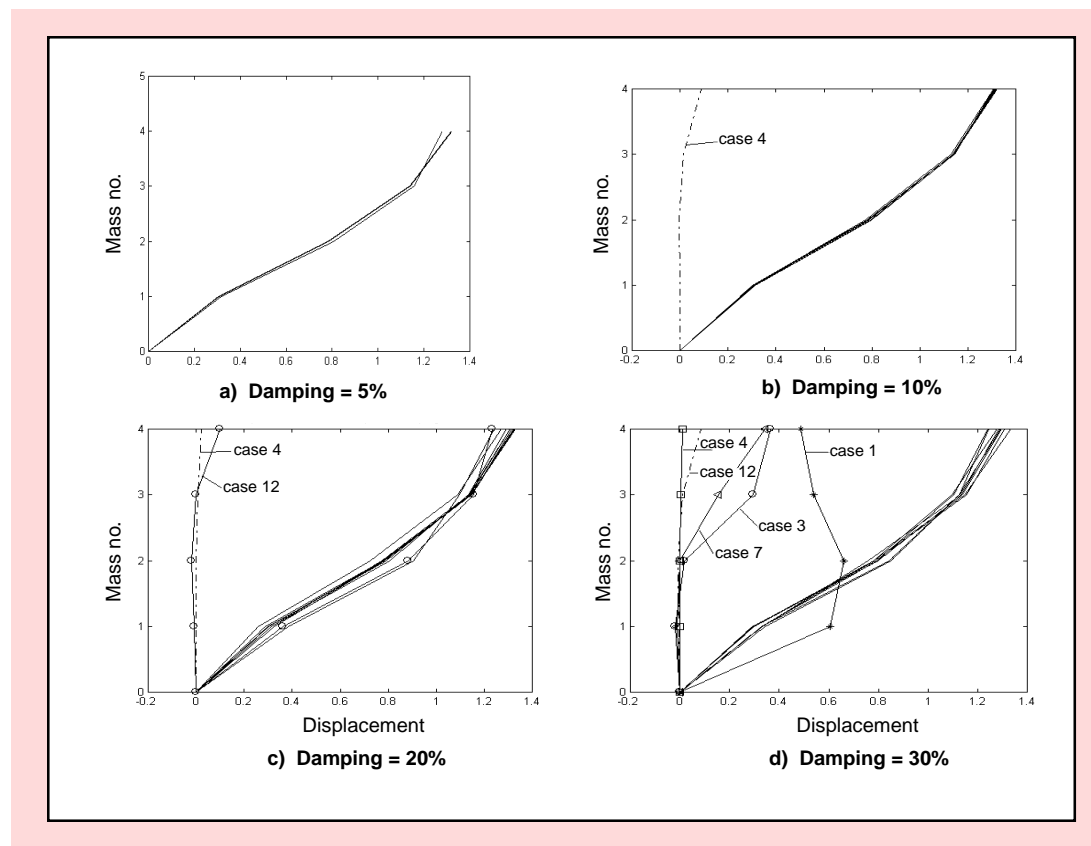 5
4
3
2
1
0
0 0.2 0.4 0.6 0.8 1 1.2 1.4
Mass no.
a) Damping = 5%
4
3
2
1
0
-0.2 0 0.2 0.4 0.6 0.8 1 1.2 1.4
Mass no.
case 4
b) Damping = 10%
4
3
2
1
0
-0.2 0 0.2 0.4 0.6 0.8 1 1.2 1.4
Mass no.
case 4
case 12
Displacement
c) Damping = 20%
4
3
2
1
0
-0.2 0 0.2 0.4 0.6 0.8 1 1.2 1.4
Mass no.
case 4
case 1
case 12
case 3
case 7
Displacement
d) Damping = 30%